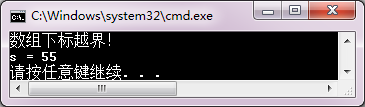 C:\Windows\system32\cmd.exe
数组下标越界!
s = 55
请按任意键继续. . .